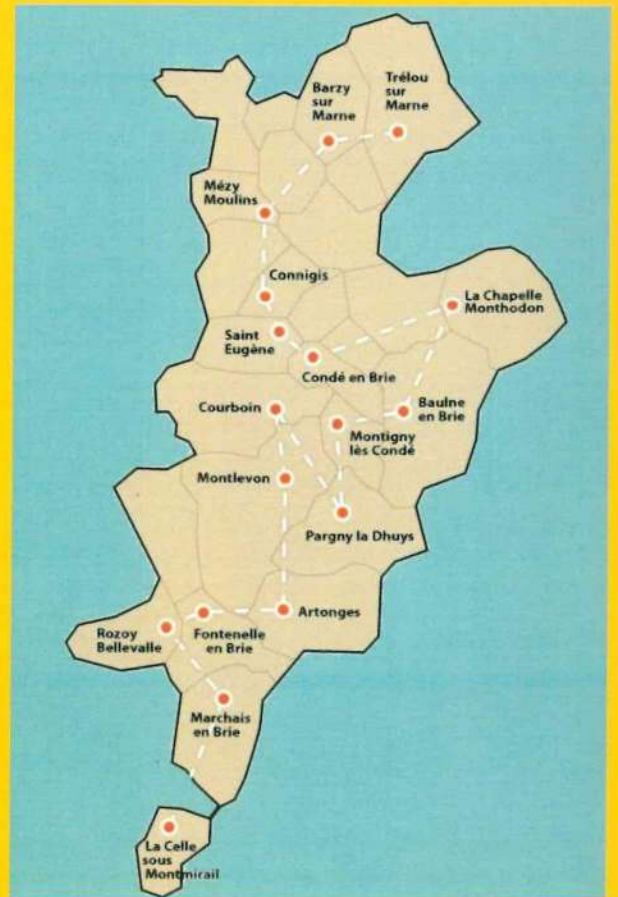 Barzy
sur
Marne
Trélou
sur
Marne
Mézy
Moulins
Connigis
La Chapelle
Monthodon
Saint
Eugène
Condé en Brie
Courboin
Baulne
en Brie
Montigny
lès Condé
Montlevon
Pargny la Dhuys
Artonges
Rozoy
Bellevalle
Fontenelle
en Brie
Marchais
en Brie
La Celle
sous
Montmirail